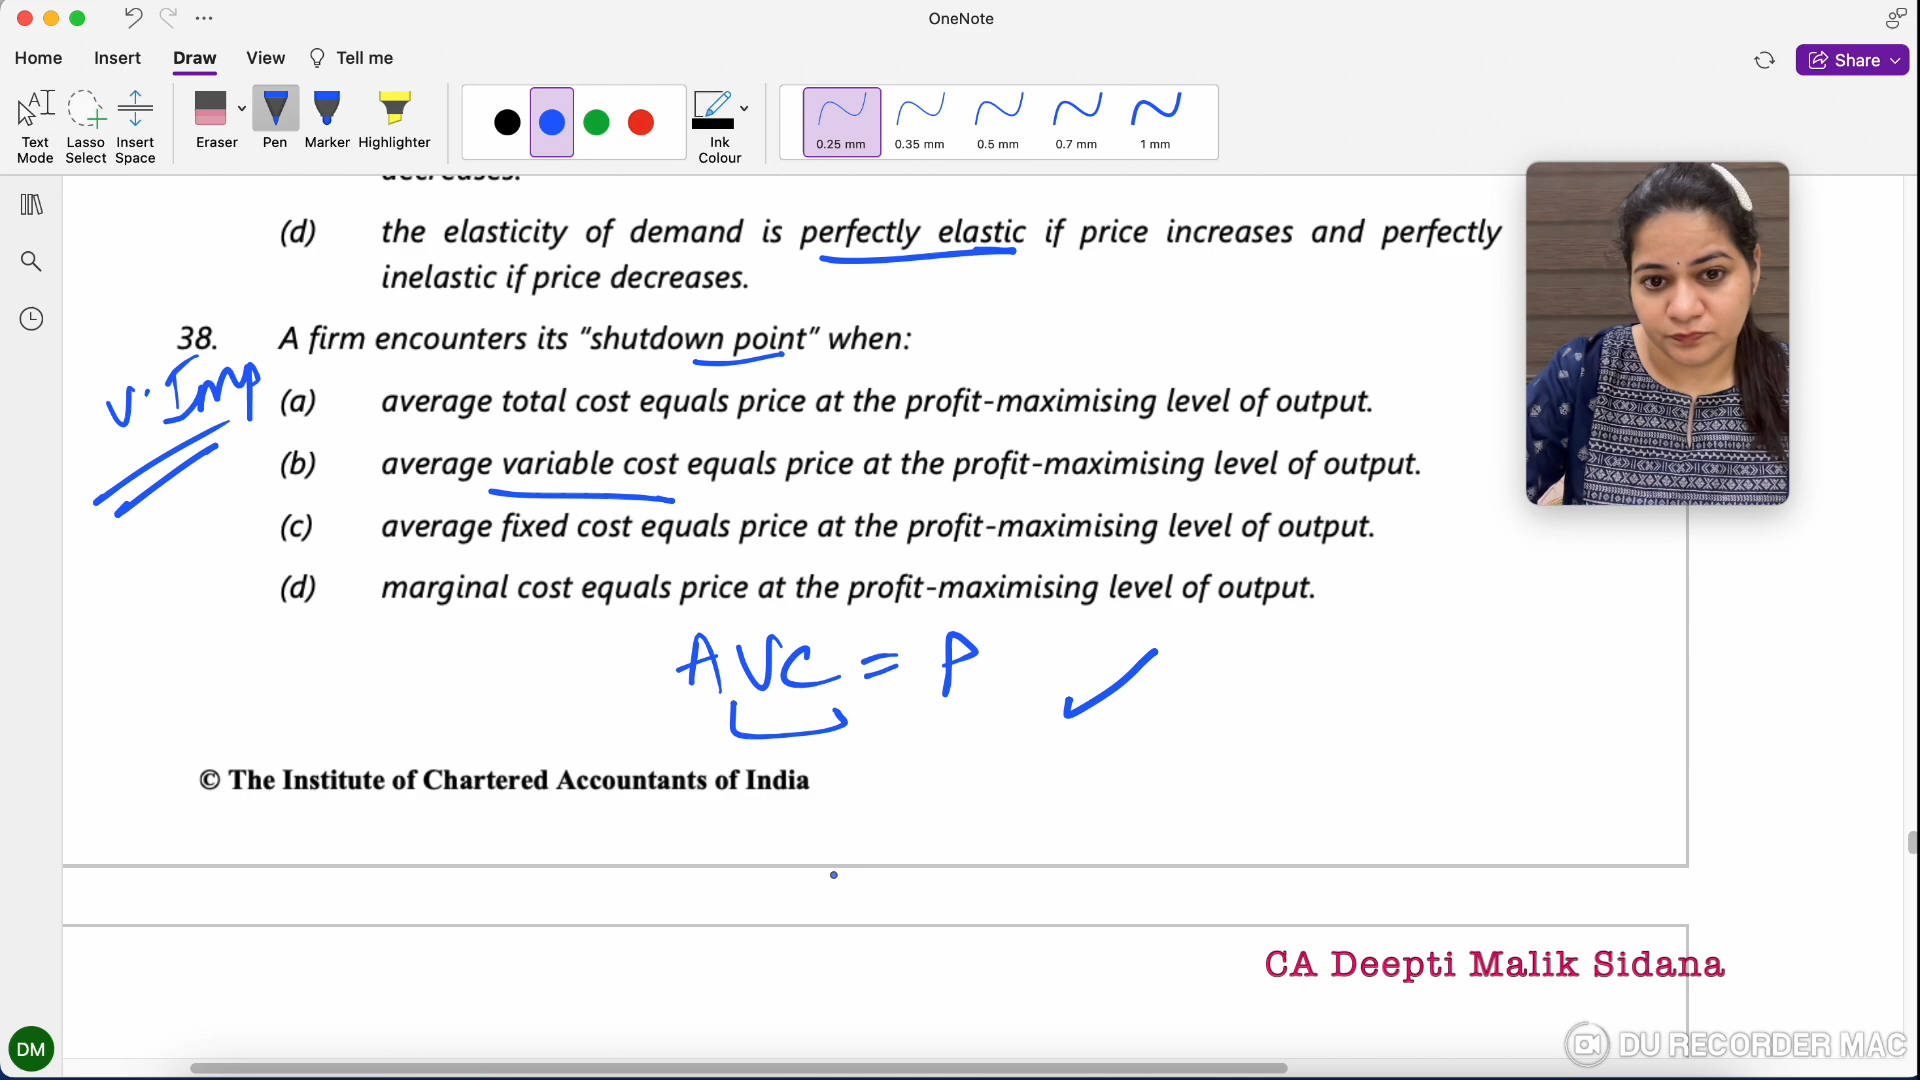 OneNote
Home Insert Draw View Tell me Share
Text Mode Lasso Select Insert Space Eraser Pen Marker Highlighter Ink Colour 0.25 mm 0.35 mm 0.5 mm 0.7 mm 1 mm
decreases.
(d) the elasticity of demand is perfectly elastic if price increases and perfectly
inelastic if price decreases.
38. A firm encounters its “shutdown point” when:
V. Imp
(a) average total cost equals price at the profit-maximising level of output.
(b) average variable cost equals price at the profit-maximising level of output.
(c) average fixed cost equals price at the profit-maximising level of output.
(d) marginal cost equals price at the profit-maximising level of output.
AVC = P
© The Institute of Chartered Accountants of India
CA Deepti Malik Sidana
DM
DU RECORDER MAC